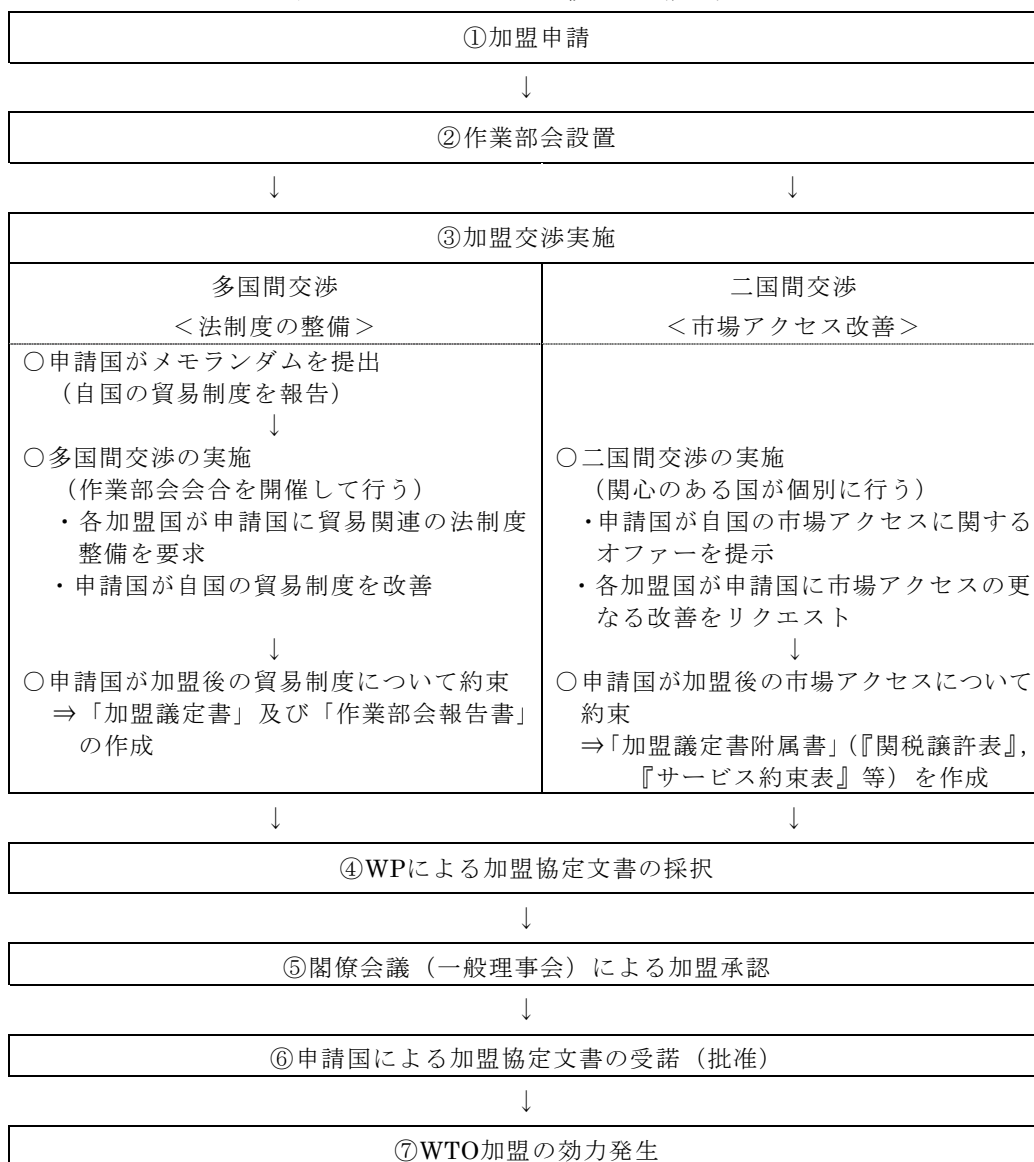 ①加盟申請
↓
②作業部会設置
↓ ↓
③加盟交渉実施
多国間交渉
＜法制度の整備＞
○申請国がメモランダムを提出
（自国の貿易制度を報告）
↓
○多国間交渉の実施
（作業部会会合を開催して行う）
・各加盟国が申請国に貿易関連の法制度
整備を要求
・申請国が自国の貿易制度を改善
↓
○申請国が加盟後の貿易制度について約束
⇒「加盟議定書」及び「作業部会報告書」
の作成
二国間交渉
＜市場アクセス改善＞
○二国間交渉の実施
（関心のある国が個別に行う）
・申請国が自国の市場アクセスに関する
オファーを提示
・各加盟国が申請国に市場アクセスの更
なる改善をリクエスト
↓
○申請国が加盟後の市場アクセスについて
約束
⇒「加盟議定書附属書」（『関税譲許表』，
『サービス約束表』等）を作成
↓ ↓
④WPによる加盟協定文書の採択
↓
⑤閣僚会議（一般理事会）による加盟承認
↓
⑥申請国による加盟協定文書の受諾（批准）
↓
⑦WTO加盟の効力発生